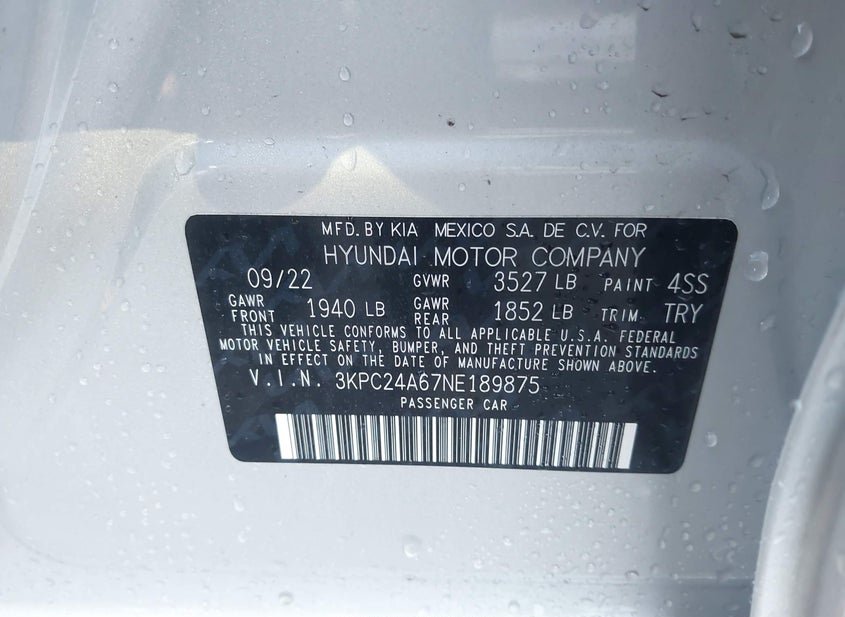 MFD. BY KIA MEXICO S.A. DE C.V. FOR
HYUNDAI MOTOR COMPANY
09/22 GVWR 3527 LB PAINT 4SS
GAWR FRONT 1940 LB GAWR REAR 1852 LB TRIM TRY
THIS VEHICLE CONFORMS TO ALL APPLICABLE U.S.A. FEDERAL
MOTOR VEHICLE SAFETY, BUMPER, AND THEFT PREVENTION STANDARDS
IN EFFECT ON THE DATE OF MANUFACTURE SHOWN ABOVE.
V.I.N. 3KPC24A67NE189875
PASSENGER CAR